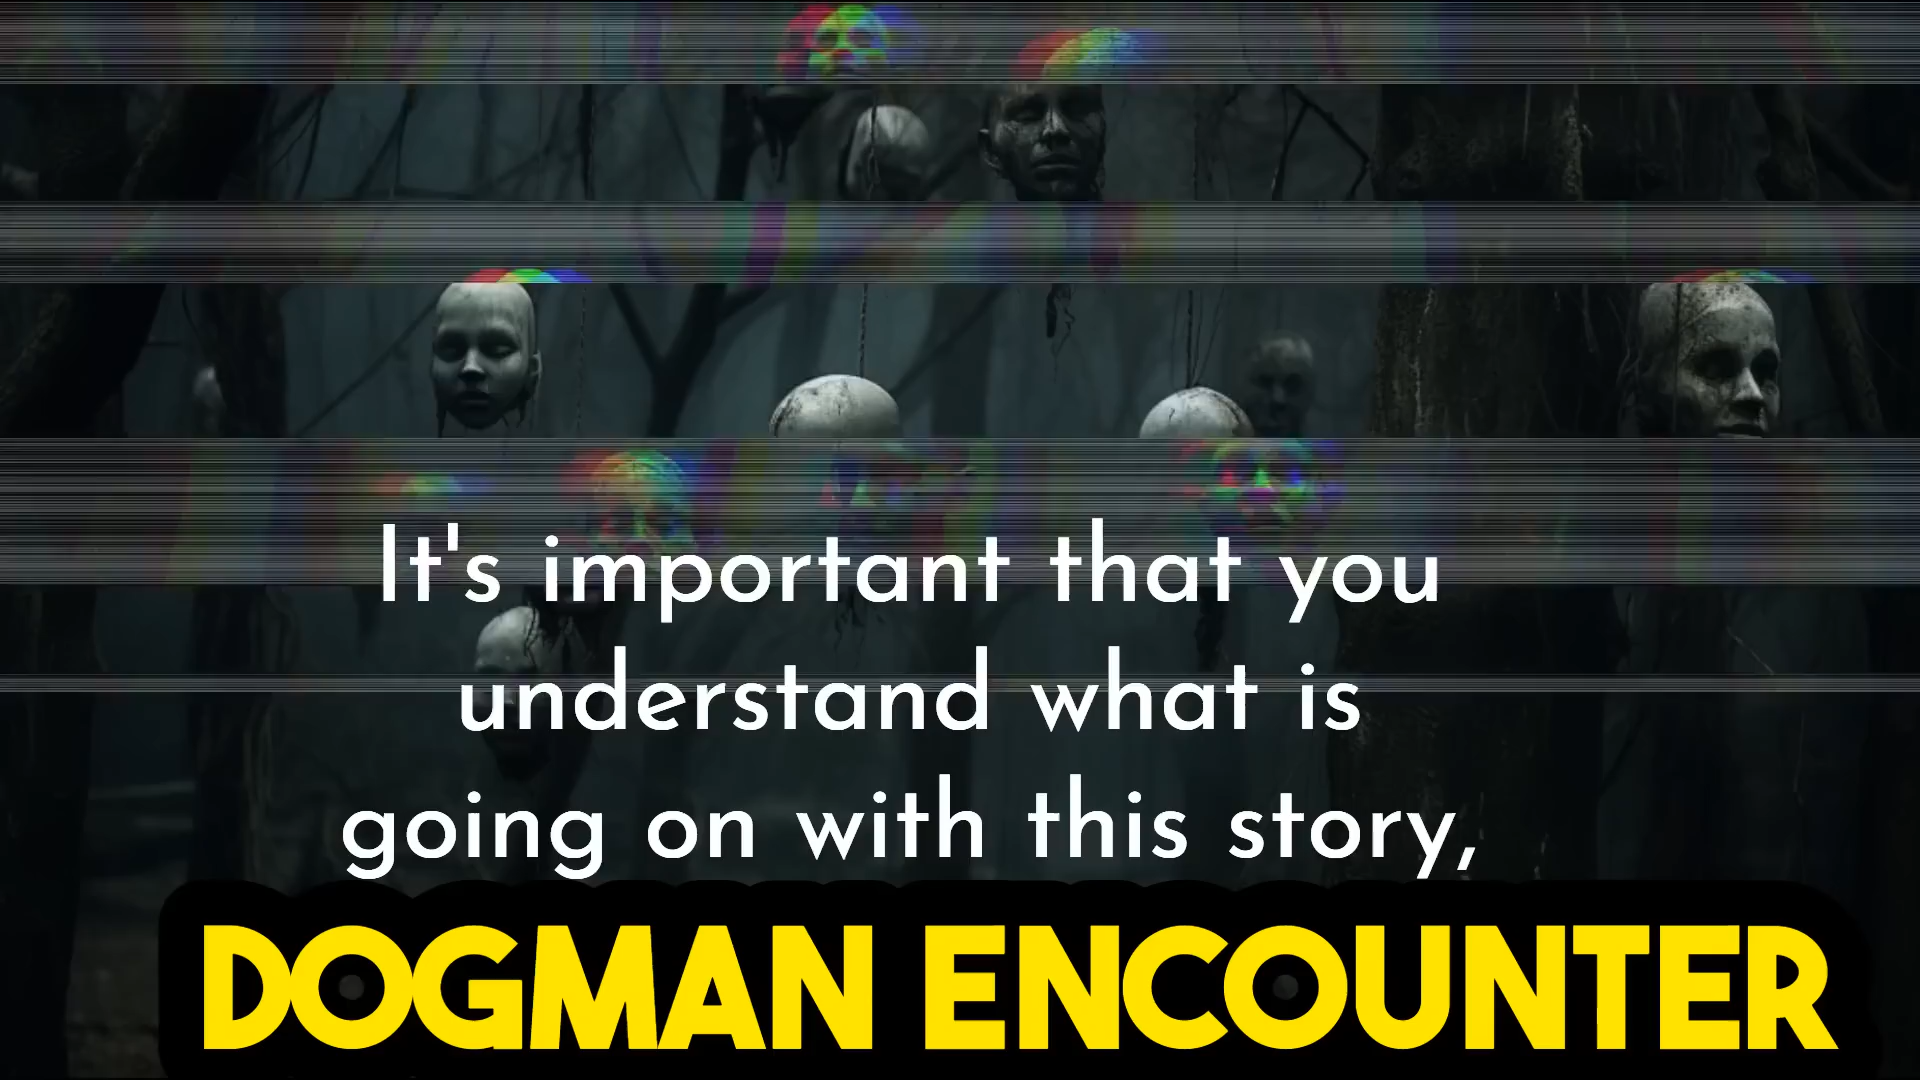 It's important that you
understand what is
going on with this story,
DOGMAN ENCOUNTER